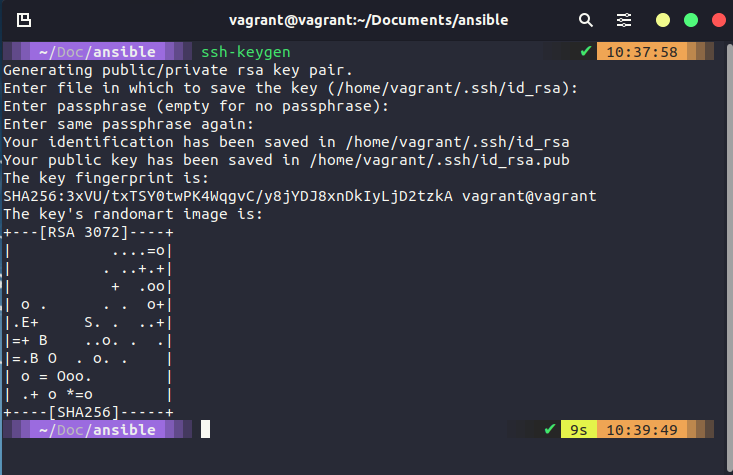 vagrant@vagrant:~/Documents/ansible
~/Doc/ansible ssh-keygen ✔ 10:37:58
Generating public/private rsa key pair.
Enter file in which to save the key (/home/vagrant/.ssh/id_rsa):
Enter passphrase (empty for no passphrase):
Enter same passphrase again:
Your identification has been saved in /home/vagrant/.ssh/id_rsa
Your public key has been saved in /home/vagrant/.ssh/id_rsa.pub
The key fingerprint is:
SHA256:3xVU/txTSY0twPK4WqgvC/y8jYDJ8xnDkIyLjD2tzkA vagrant@vagrant
The key's randomart image is:
+---[RSA 3072]----+
|           ....=o|
|          . ..+.+|
|           +  .oo|
| o .      . .  o+|
|.E+     S. .  ..+|
|=+ B    ..o. .  .|
|=.B O  . o. .    |
| o = Ooo.        |
| .+ o *=o        |
+----[SHA256]-----+
~/Doc/ansible ✔ 9s 10:39:49